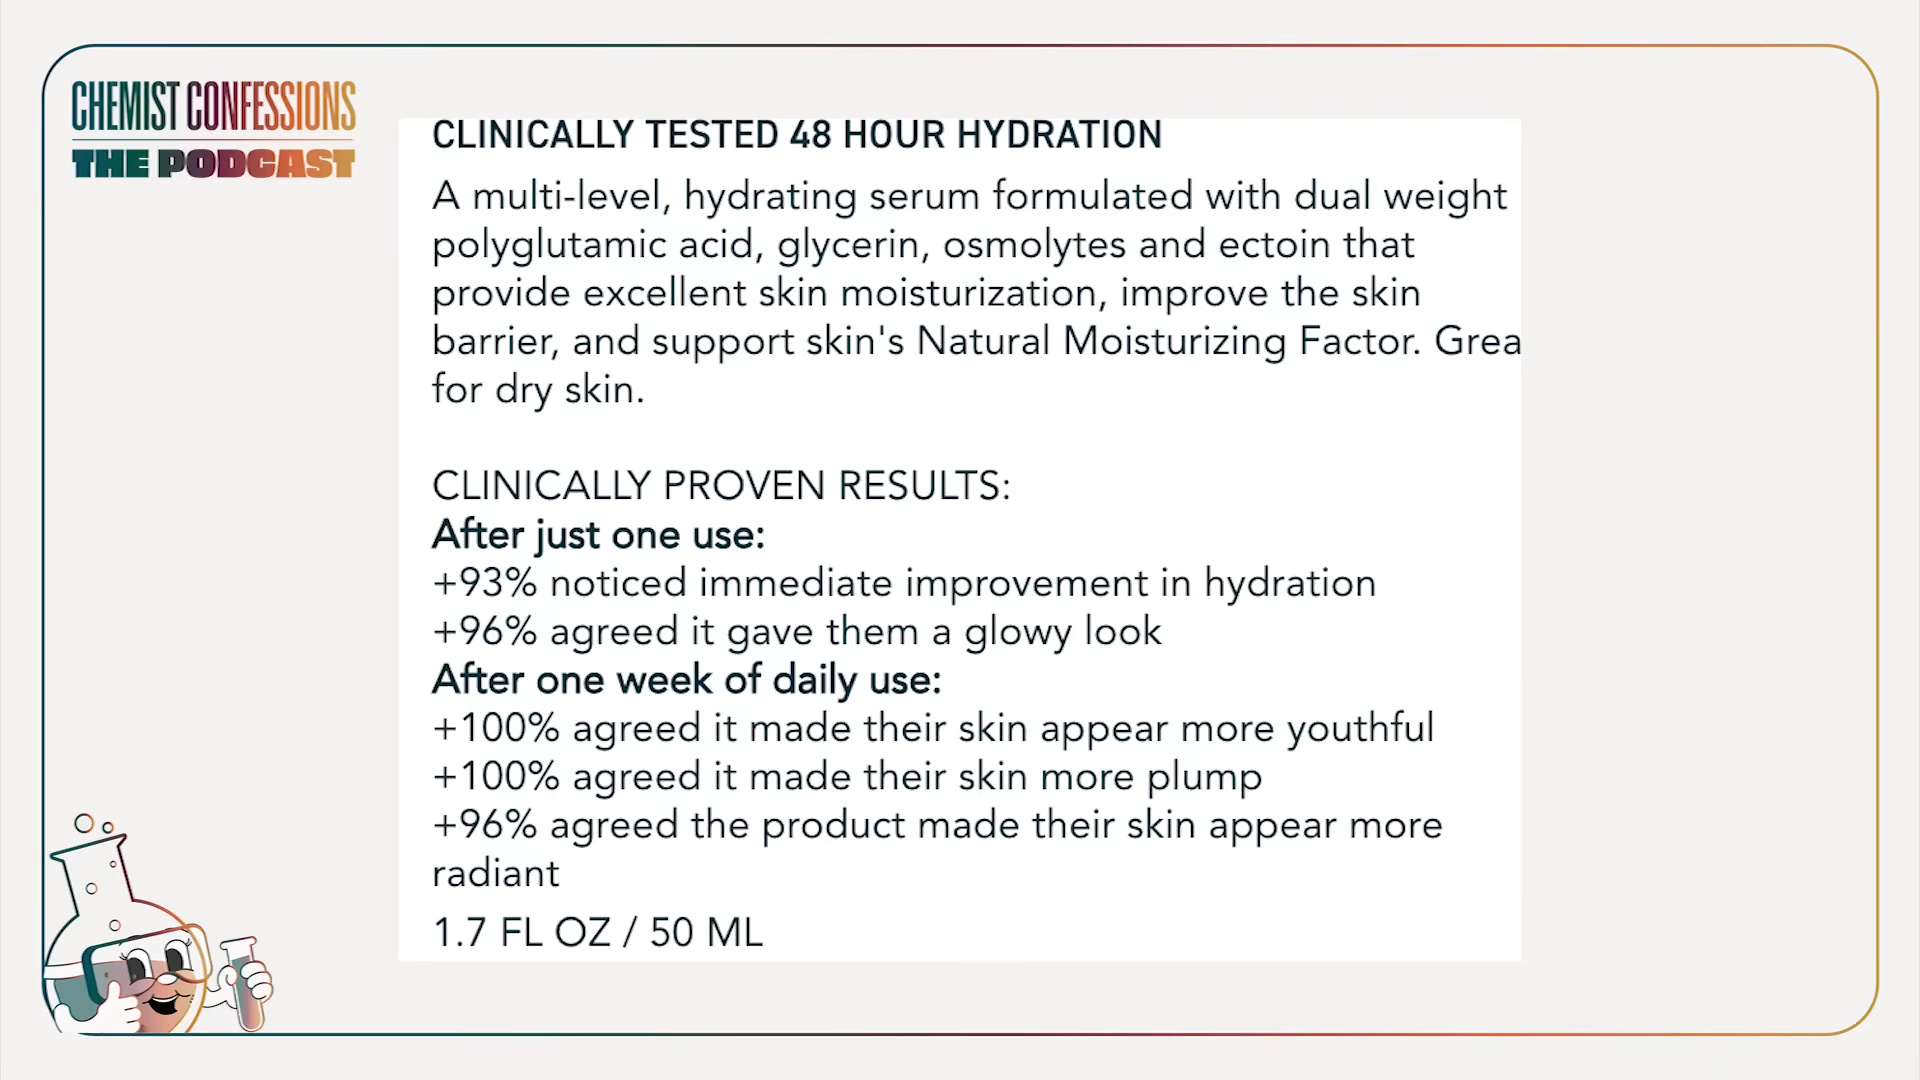 CHEMIST CONFESSIONS
THE PODCAST
CLINICALLY TESTED 48 HOUR HYDRATION
A multi-level, hydrating serum formulated with dual weight
polyglutamic acid, glycerin, osmolytes and ectoin that
provide excellent skin moisturization, improve the skin
barrier, and support skin's Natural Moisturizing Factor. Grea
for dry skin.
CLINICALLY PROVEN RESULTS:
After just one use:
+93% noticed immediate improvement in hydration
+96% agreed it gave them a glowy look
After one week of daily use:
+100% agreed it made their skin appear more youthful
+100% agreed it made their skin more plump
+96% agreed the product made their skin appear more
radiant
1.7 FL OZ / 50 ML